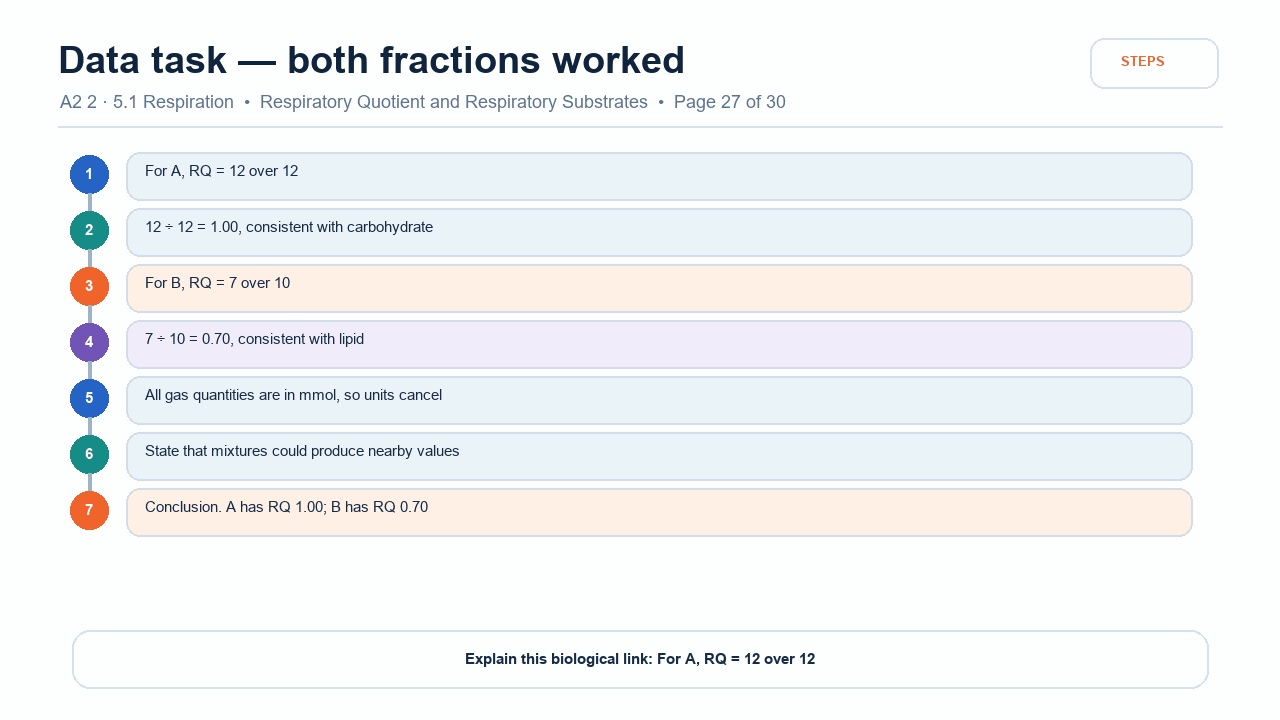 Data task — both fractions worked
STEPS
A2 2 · 5.1 Respiration • Respiratory Quotient and Respiratory Substrates • Page 27 of 30
1
For A, RQ = 12 over 12
2
12 ÷ 12 = 1.00, consistent with carbohydrate
3
For B, RQ = 7 over 10
4
7 ÷ 10 = 0.70, consistent with lipid
5
All gas quantities are in mmol, so units cancel
6
State that mixtures could produce nearby values
7
Conclusion. A has RQ 1.00; B has RQ 0.70
Explain this biological link: For A, RQ = 12 over 12